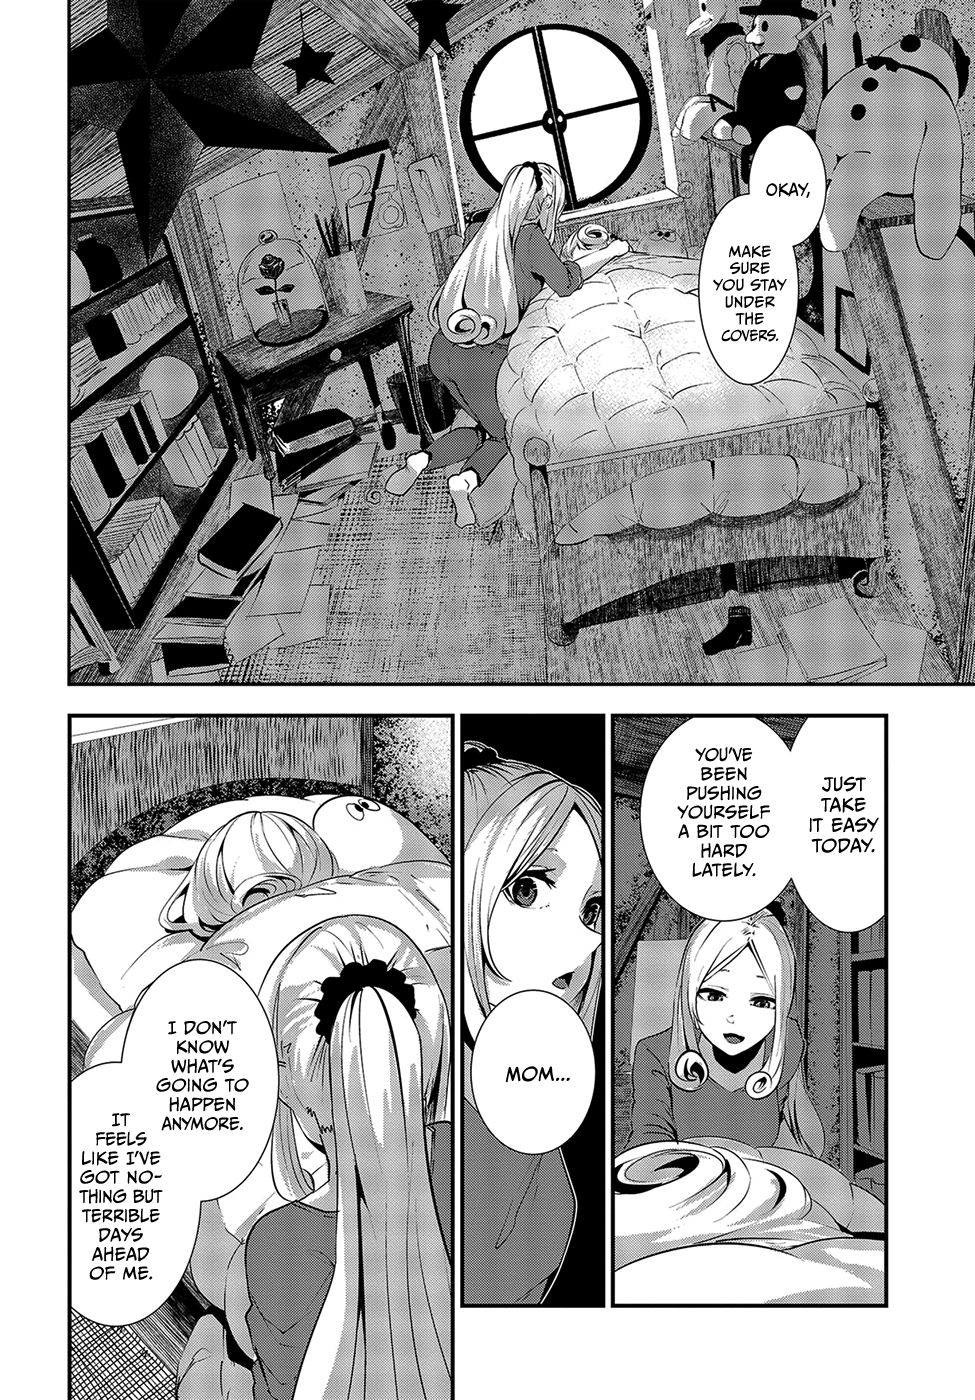 OKAY,
MAKE
SURE
YOU STAY
UNDER
THE
COVERS.
JUST
TAKE
IT EASY
TODAY.
YOU'VE
BEEN
PUSHING
YOURSELF
A BIT TOO
HARD
LATELY.
MOM...
I DON'T
KNOW
WHAT'S
GOING TO
HAPPEN
ANYMORE.
IT
FEELS
LIKE I'VE
GOT NO-
THING BUT
TERRIBLE
DAYS
AHEAD
OF ME.